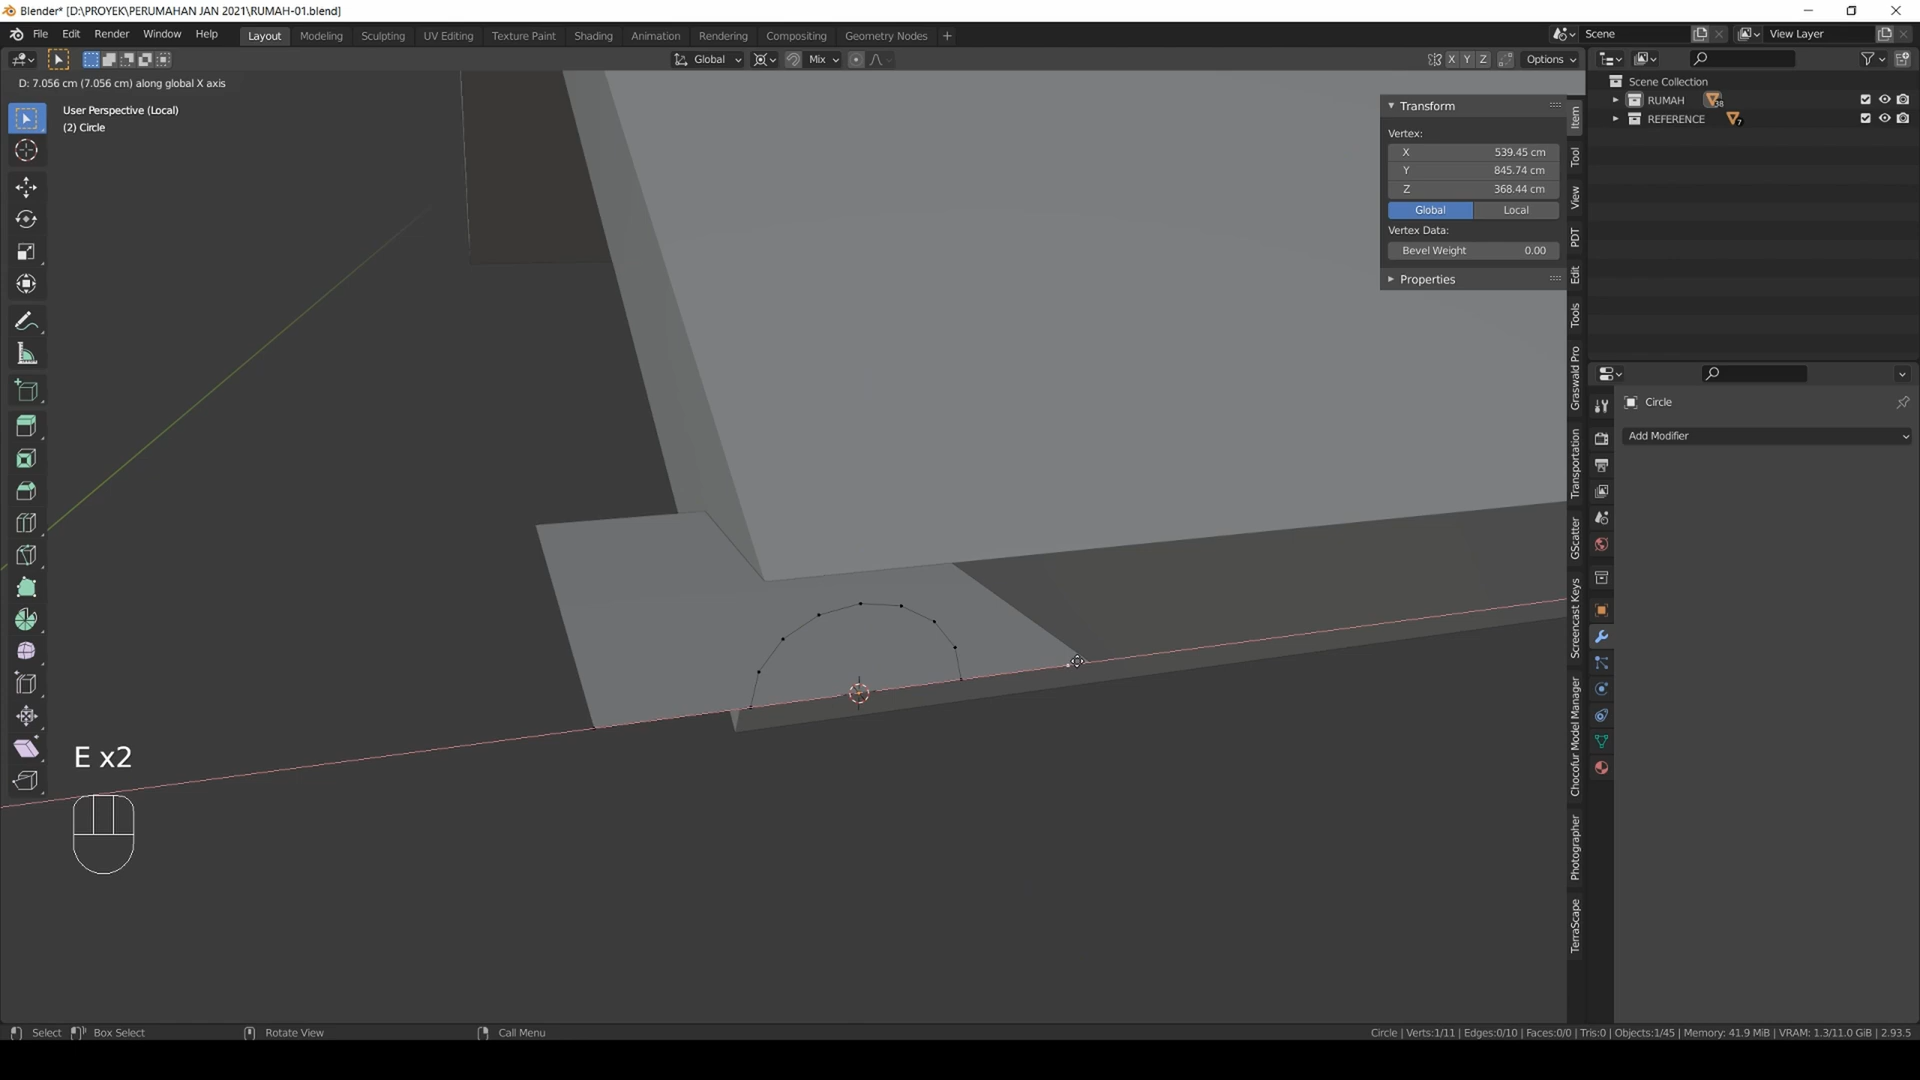 Blender* [D:\PROYEK\PERUMAHAN JAN 2021\RUMAH-01.blend]
File Edit Render Window Help Layout Modeling Sculpting UV Editing Texture Paint Shading Animation Rendering Compositing Geometry Nodes + Scene View Layer
Global Mix X Y Z Options
D: 7.056 cm (7.056 cm) along global X axis
User Perspective (Local)
(2) Circle
Transform
Vertex:
X 539.45 cm
Y 845.74 cm
Z 368.44 cm
Global Local
Vertex Data:
Bevel Weight 0.00
Properties
Item
Tool
View
PDT
Edit
Tools
Graswald Pro
Transportation
GScatter
Screencast Keys
Chocofur Model Manager
Photographer
TerraScape
Scene Collection
RUMAH 38
REFERENCE 7
Circle
Add Modifier
E x2
Select Box Select Rotate View Call Menu
Circle | Verts:1/11 | Edges:0/10 | Faces:0/0 | Tris:0 | Objects:1/45 | Memory: 41.9 MiB | VRAM: 1.3/11.0 GiB | 2.93.5